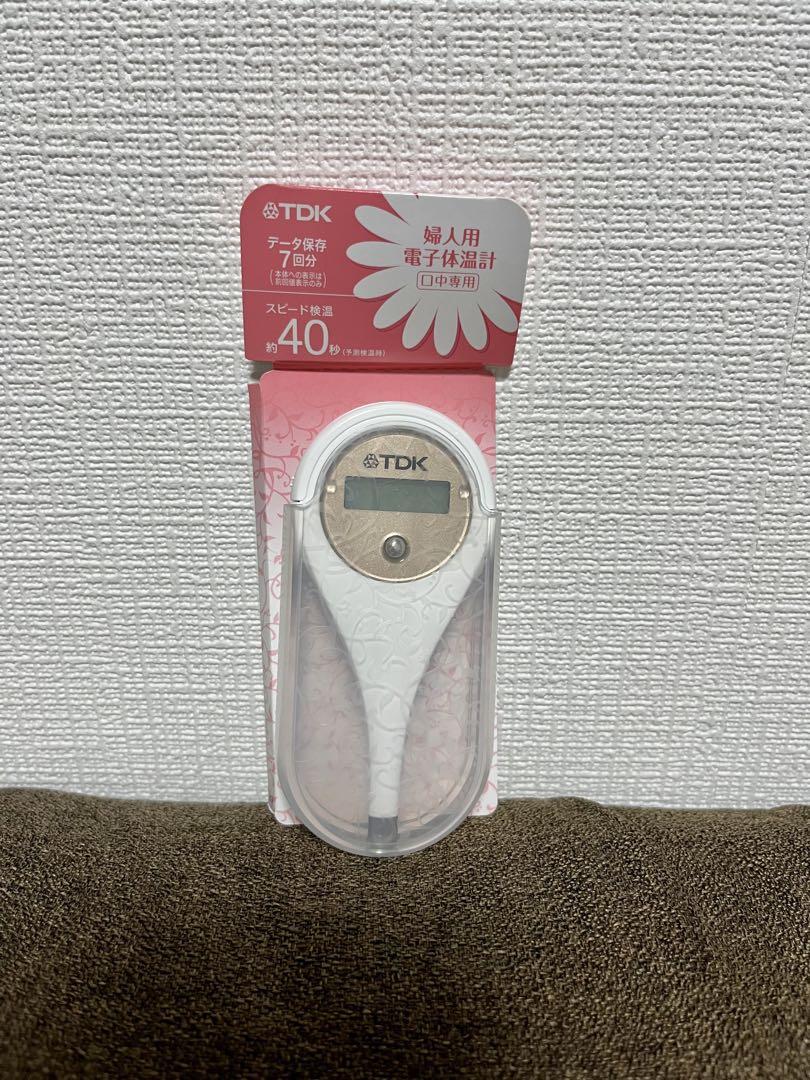 TDK
データ保存
7回分
(本体への表示は
前回値表示のみ)
スピード検温
約40秒(予測検温時)
婦人用
電子体温計
口中専用
TDK